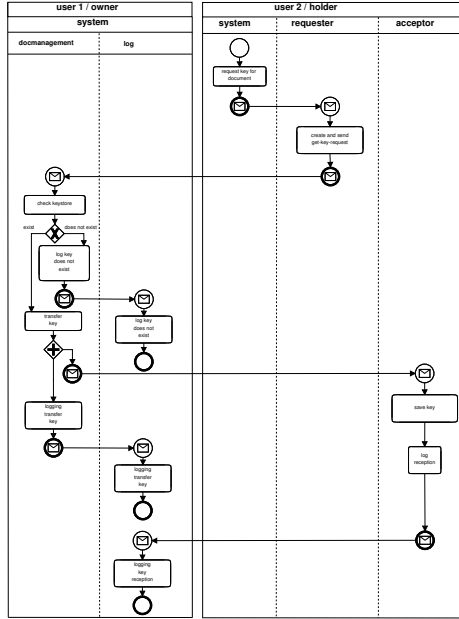 user 1 / owner
user 2 / holder
system
system
requester
acceptor
docmanagement
log
request key for
document
create and send
get-key-request
check keystore
exist
does not exist
log key
does not
exist
transfer
key
log key
does not
exist
logging
transfer
key
save key
log
reception
logging
transfer
key
logging
key
reception